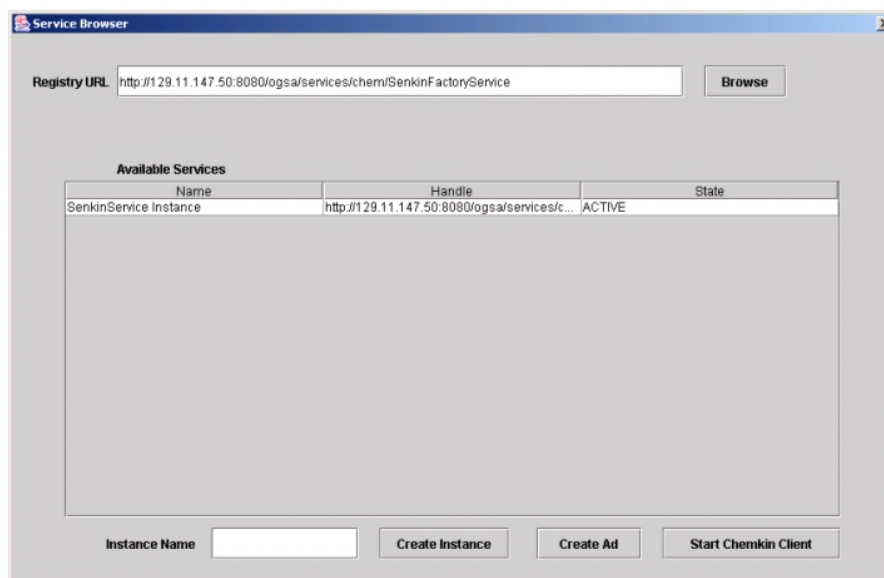 Service Browser
Registry URL http://129.11.147.50:8080/ogsa/services/chem/SenkinFactoryService Browse
Available Services
Name Handle State
SenkinService Instance http://129.11.147.50:8080/ogsa/services/c... ACTIVE
Instance Name Create Instance Create Ad Start Chemkin Client